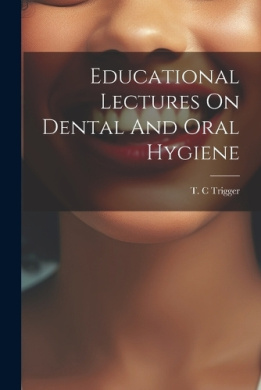 Educational
Lectures On
Dental And Oral
Hygiene
T. C Trigger